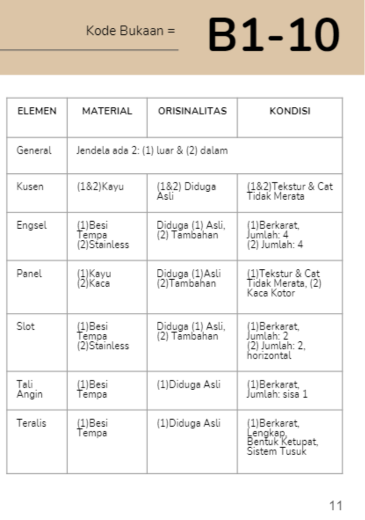 Kode Bukaan =
B1-10
ELEMEN MATERIAL ORISINALITAS KONDISI
General Jendela ada 2: (1) luar & (2) dalam
Kusen (1&2)Kayu (1&2) Diduga Asli (1&2)Tekstur & Cat Tidak Merata
Engsel (1)Besi Tempa (2)Stainless Diduga (1) Asli, (2) Tambahan (1)Berkarat, Jumlah: 4 (2) Jumlah: 4
Panel (1)Kayu (2)Kaca Diduga (1)Asli (2)Tambahan (1)Tekstur & Cat Tidak Merata, (2) Kaca Kotor
Slot (1)Besi Tempa (2)Stainless Diduga (1) Asli, (2) Tambahan (1)Berkarat, Jumlah: 2 (2) Jumlah: 2, horizontal
Tali Angin (1)Besi Tempa (1)Diduga Asli (1)Berkarat, Jumlah: sisa 1
Teralis (1)Besi Tempa (1)Diduga Asli (1)Berkarat, Lengkap, Bentuk Ketupat, Sistem Tusuk
11